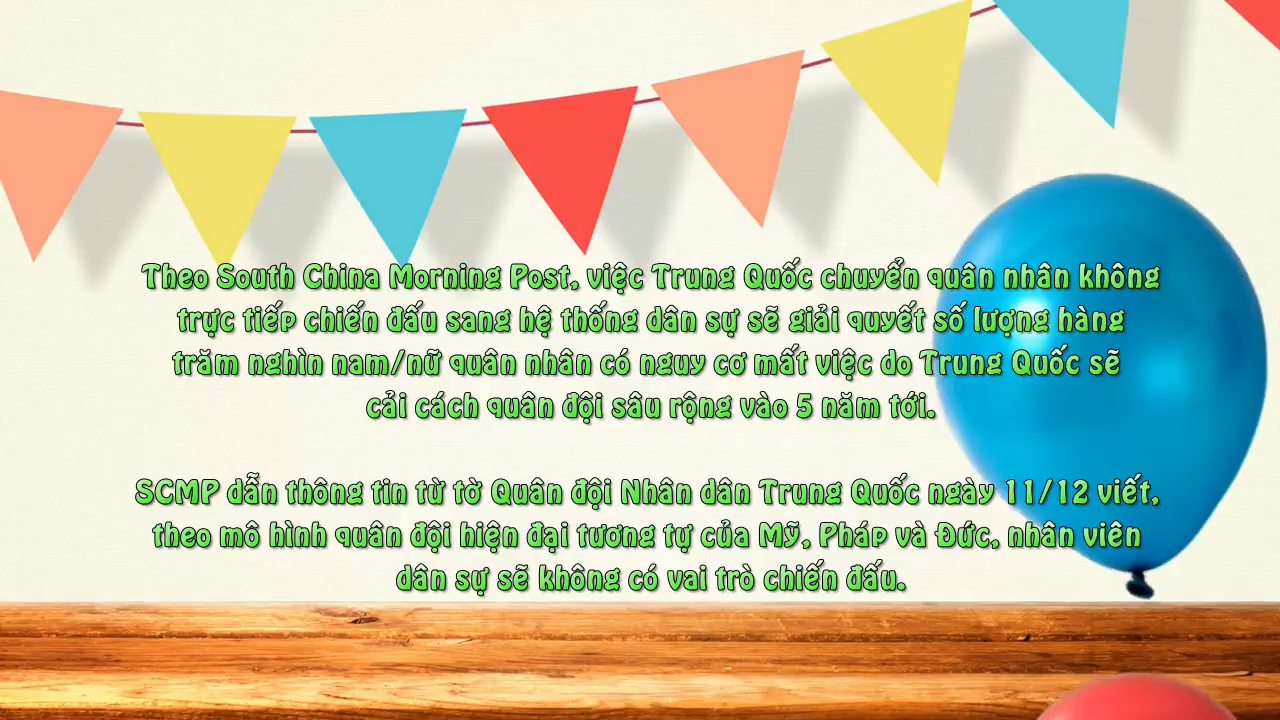 Theo South China Morning Post, việc Trung Quốc chuyển quân nhân không
trực tiếp chiến đấu sang hệ thống dân sự sẽ giải quyết số lượng hàng
trăm nghìn nam/nữ quân nhân có nguy cơ mất việc do Trung Quốc sẽ
cải cách quân đội sâu rộng vào 5 năm tới.
SCMP dẫn thông tin từ tờ Quân đội Nhân dân Trung Quốc ngày 11/12 viết,
theo mô hình quân đội hiện đại tương tự của Mỹ, Pháp và Đức, nhân viên
dân sự sẽ không có vai trò chiến đấu.